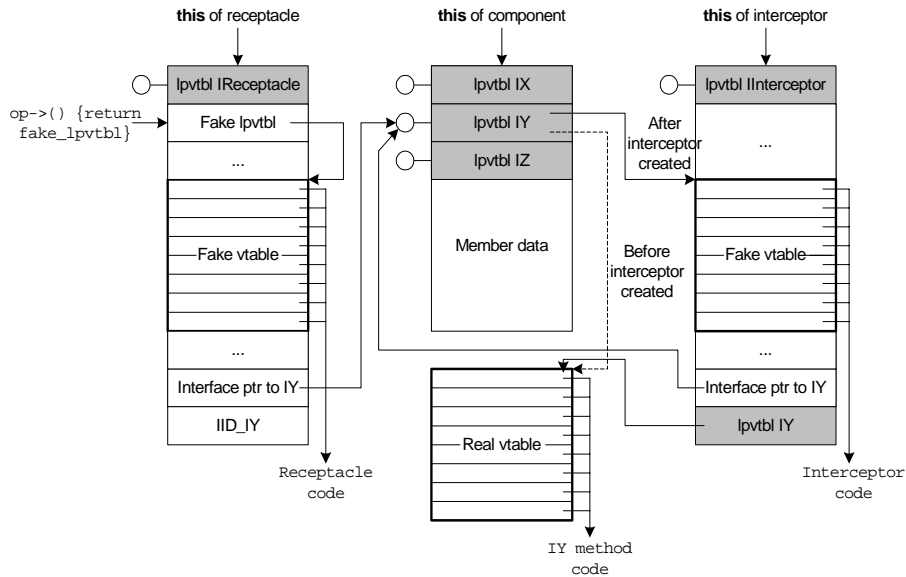 this of receptacle
this of component
this of interceptor
lpvtbl IReceptacle
lpvtbl IX
lpvtbl IInterceptor
op->() {return
fake_lpvtbl}
Fake lpvtbl
lpvtbl IY
After
interceptor
created
...
lpvtbl IZ
...
Fake vtable
Member data
Before
interceptor
created
Fake vtable
...
...
Interface ptr to IY
Interface ptr to IY
IID_IY
Real vtable
lpvtbl IY
Receptacle
code
Interceptor
code
IY method
code